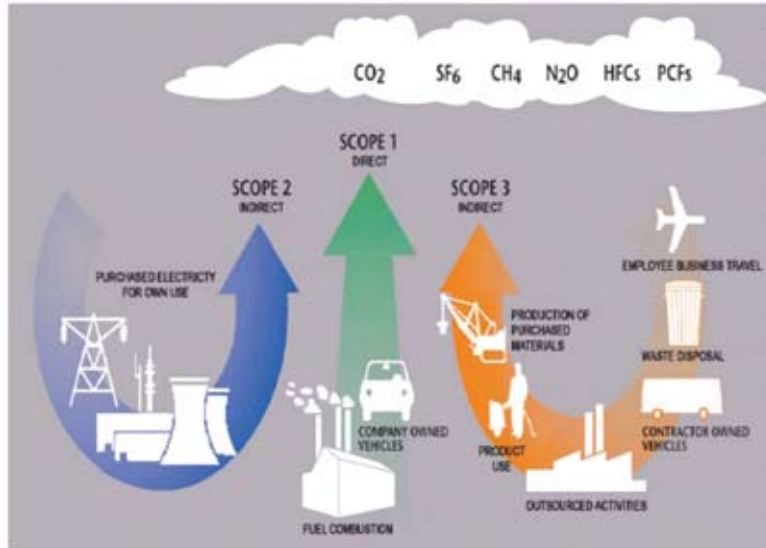 CO2 SF6 CH4 N2O HFCs PCFs
SCOPE 1
DIRECT
SCOPE 2
INDIRECT
SCOPE 3
INDIRECT
PURCHASED ELECTRICTY
FOR OWN USE
EMPLOYEE BUSINESS TRAVEL
PRODUCTION OF
PURCHASED
MATERIALS
WASTE DISPOSAL
COMPANY OWNED
VEHICLES
PRODUCT
USE
CONTRACTOR OWNED
VEHICLES
FUEL COMBUSTION
OUTSOURCED ACTIVITIES